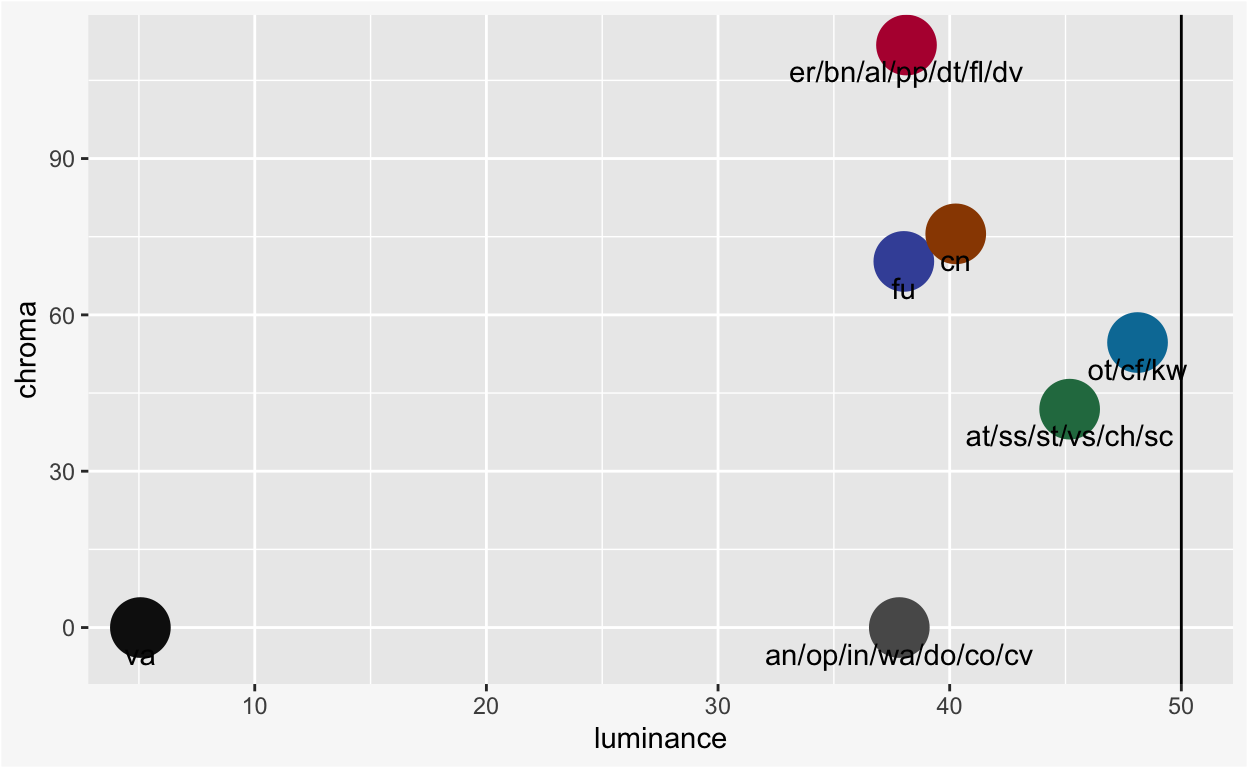 er/bn/al/pp/dt/fl/dv
90
cn
fu
60
chroma
ot/cf/kw
at/ss/st/vs/ch/sc
30
0
va
an/op/in/wa/do/co/cv
10 20 30 40 50
luminance